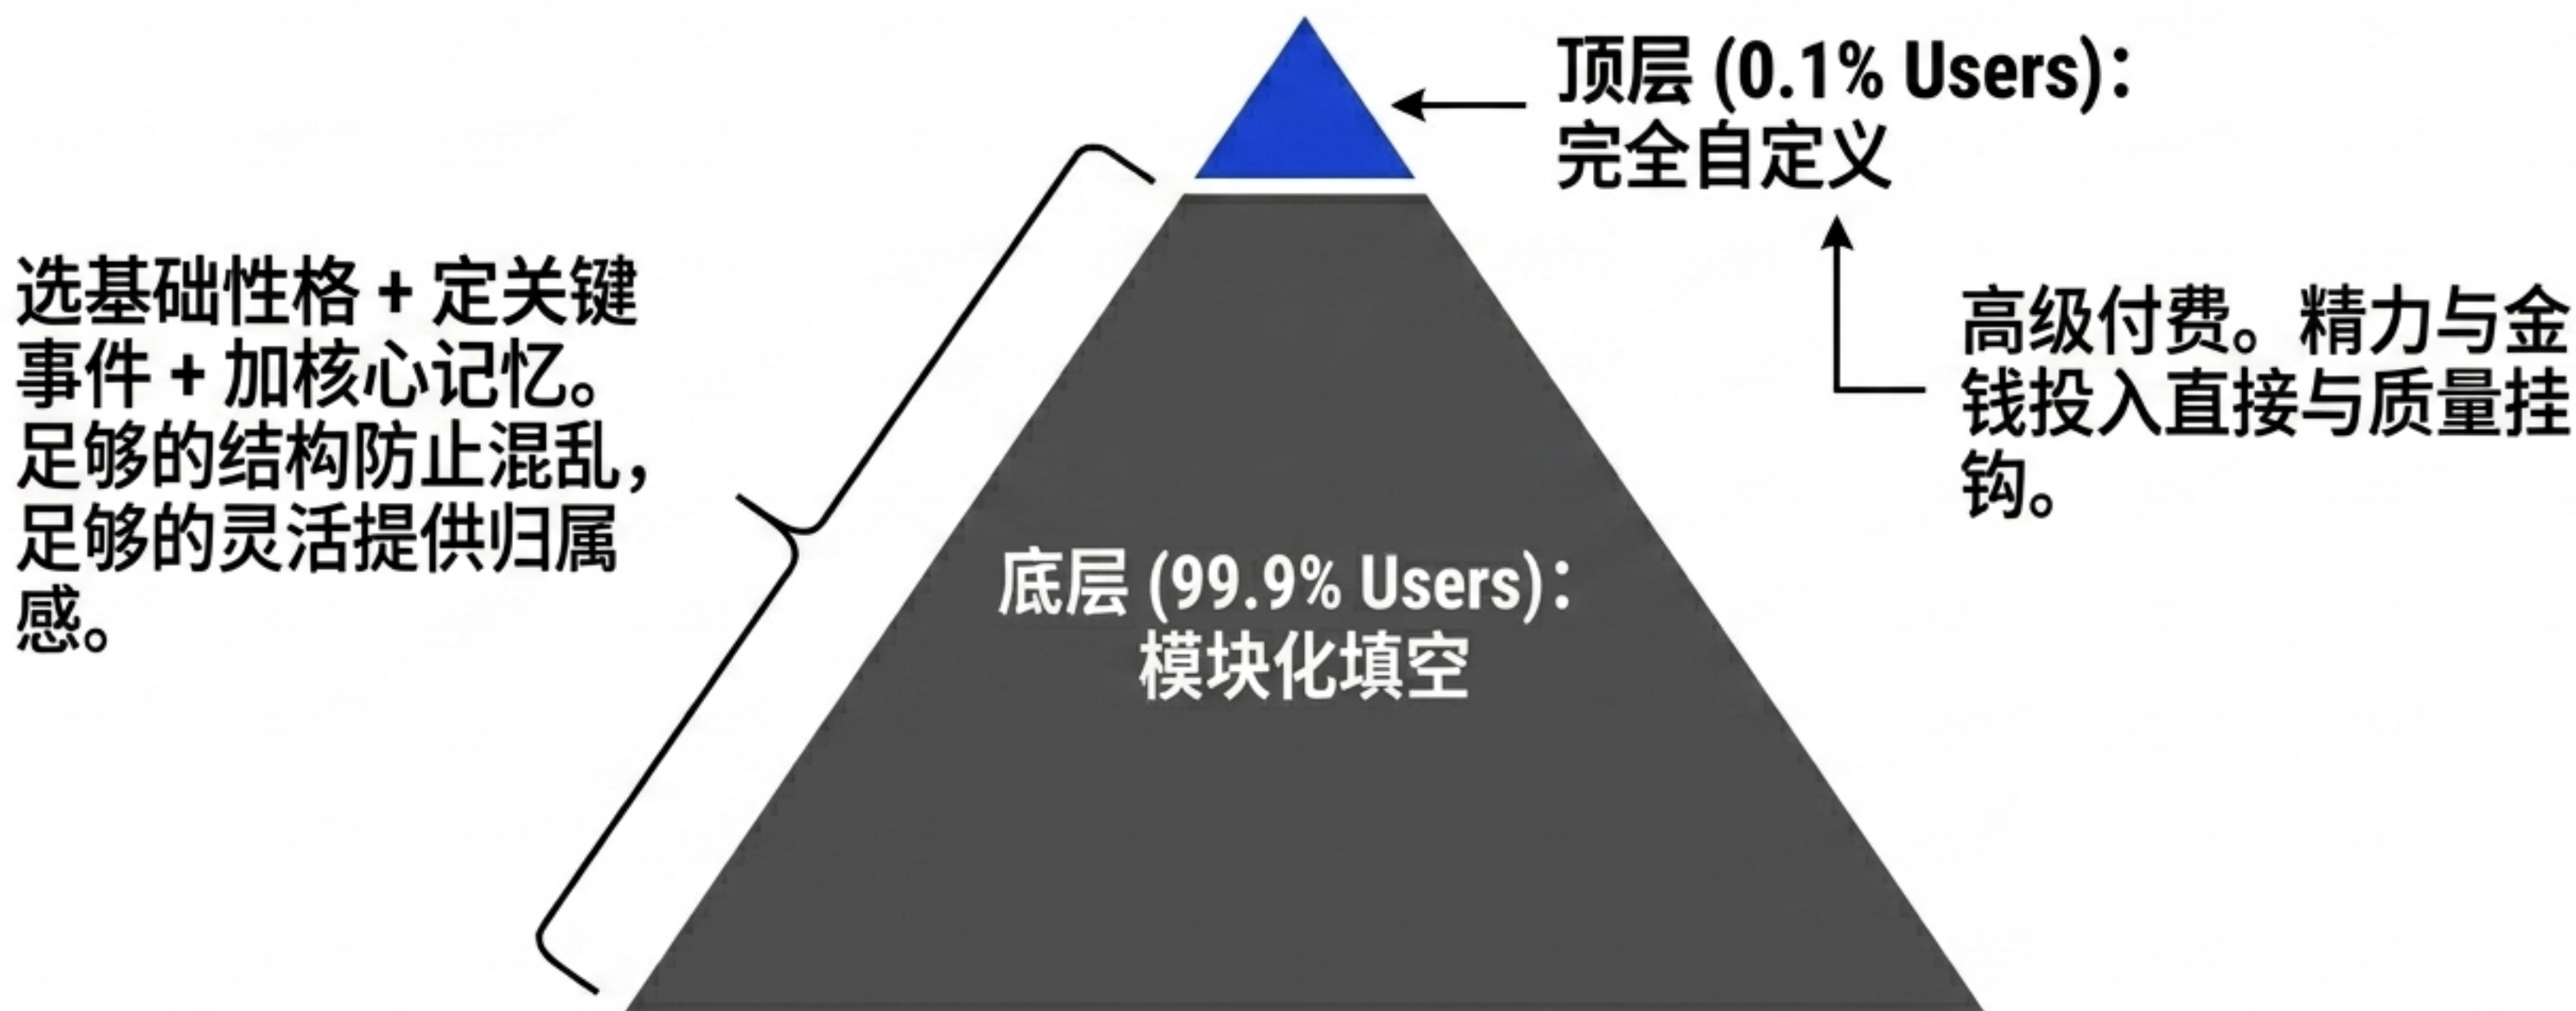 顶层 (0.1% Users)：
完全自定义
选基础性格 + 定关键
事件 + 加核心记忆。
足够的结构防止混乱，
足够的灵活提供归属
感。
高级付费。精力与金
钱投入直接与质量挂
钩。
底层 (99.9% Users)：
模块化填空